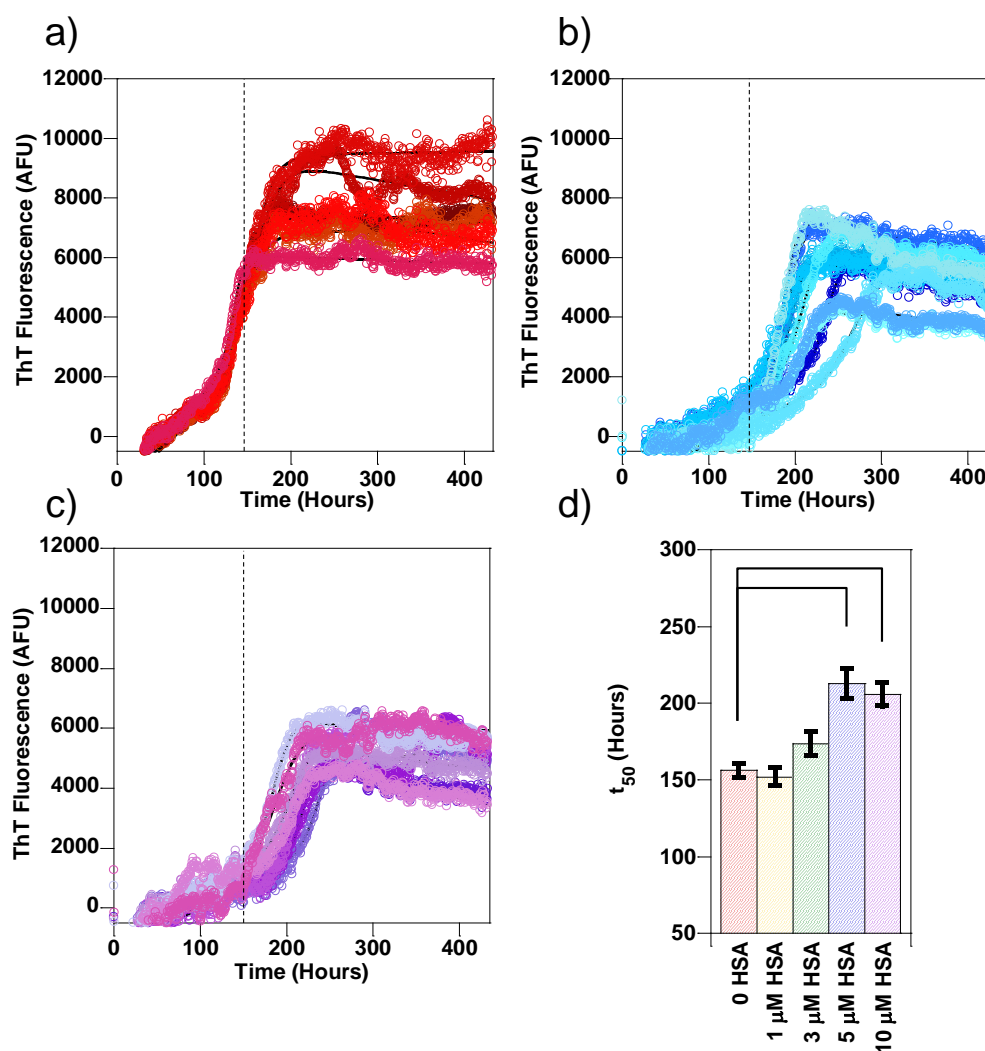 a)
ThT Fluorescence (AFU)
12000
10000
8000
6000
4000
2000
0
0 100 200 300 400
Time (Hours)
b)
ThT Fluorescence (AFU)
12000
10000
8000
6000
4000
2000
0
0 100 200 300 400
Time (Hours)
c)
ThT Fluorescence (AFU)
12000
10000
8000
6000
4000
2000
0
0 100 200 300 400
Time (Hours)
d)
t50 (Hours)
300
250
200
150
100
50
0 HSA
1 μM HSA
3 μM HSA
5 μM HSA
10 μM HSA